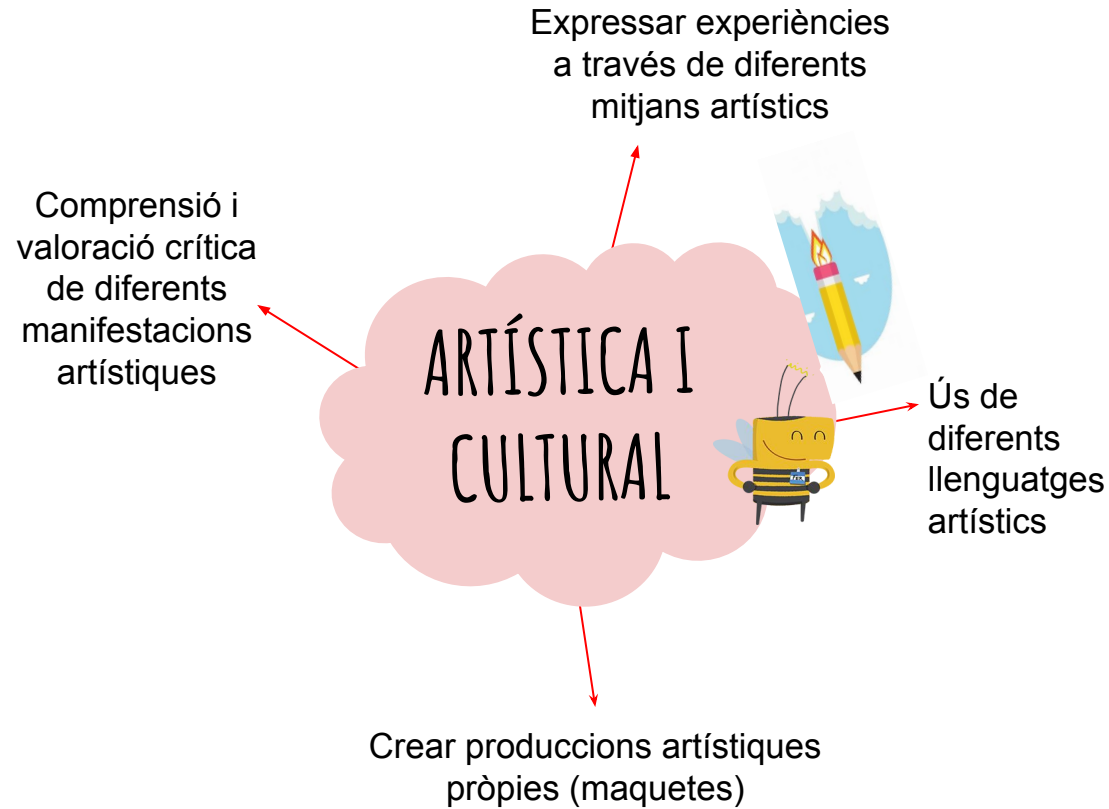 Expressar experiències
a través de diferents
mitjans artístics
Comprensió i
valoració crítica
de diferents
manifestacions
artístiques
ARTÍSTICA I
CULTURAL
Ús de
diferents
llenguatges
artístics
Crear produccions artístiques
pròpies (maquetes)